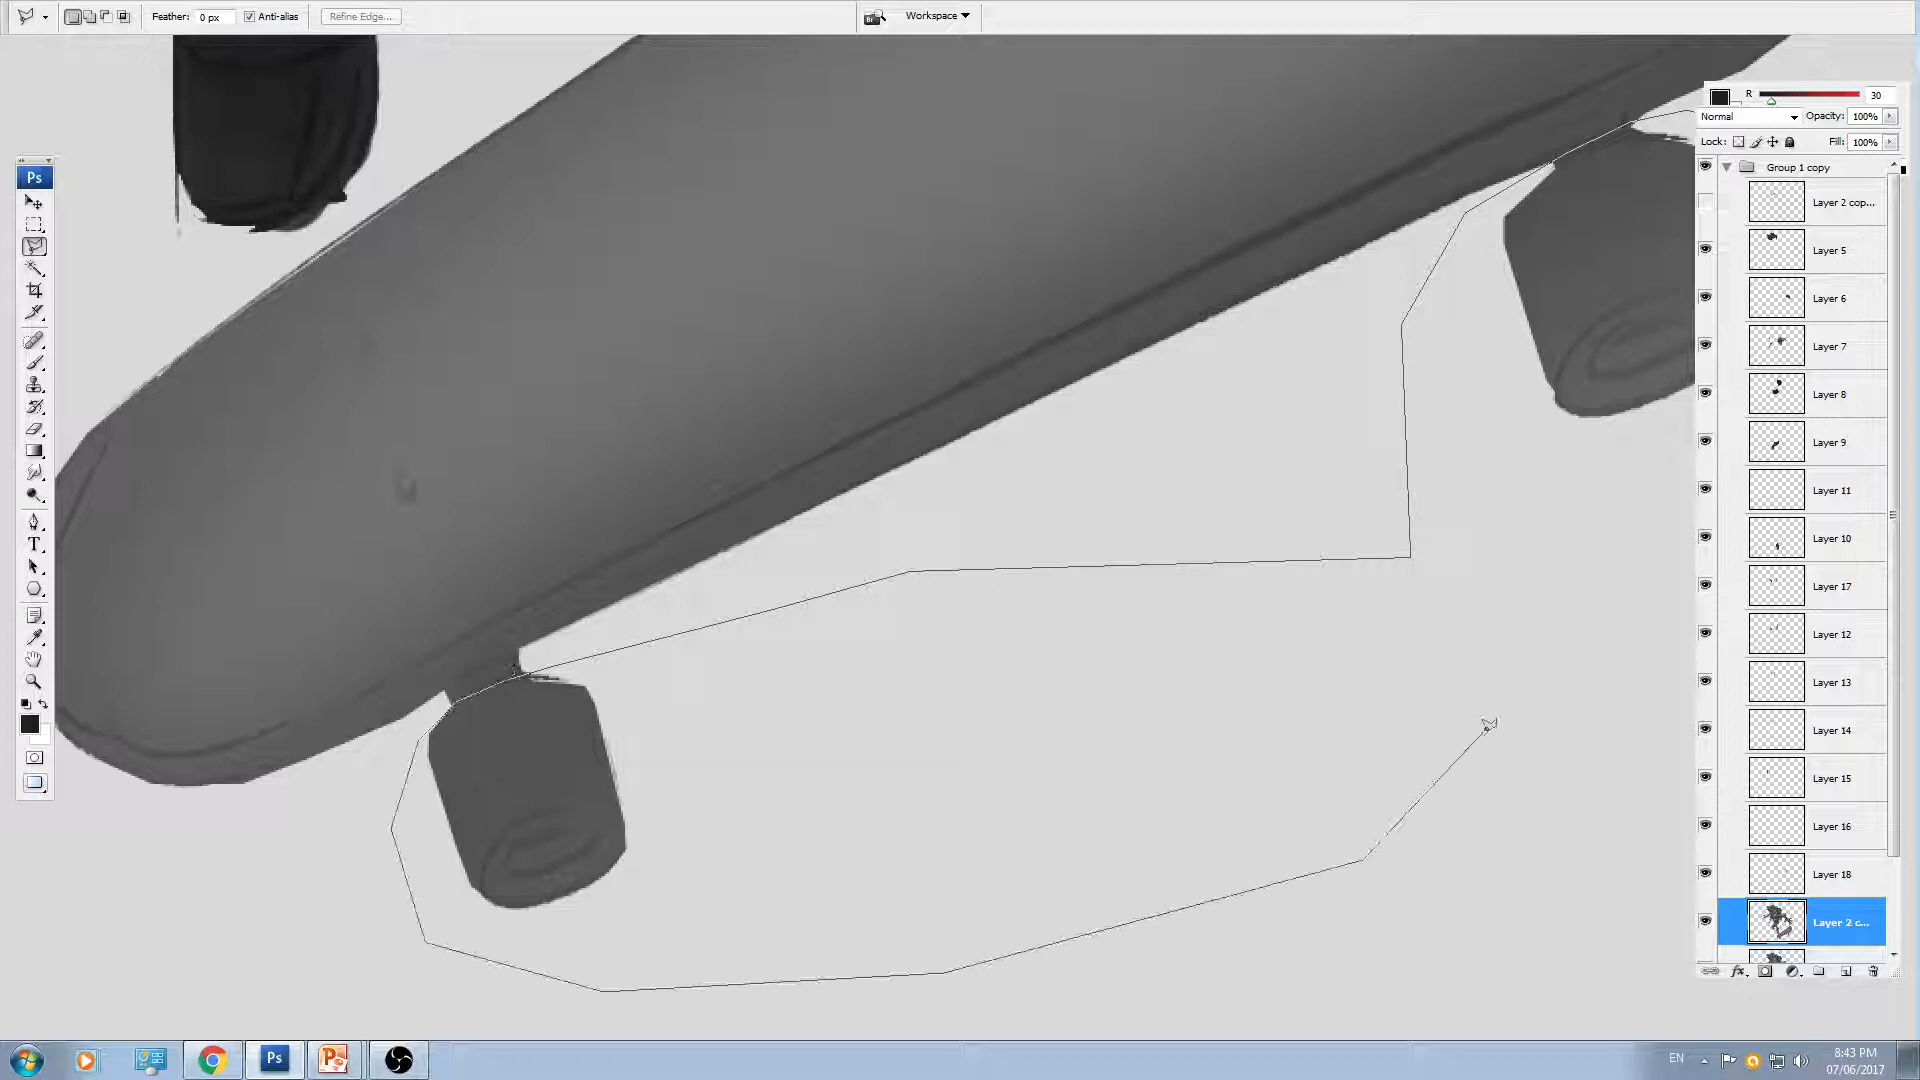 Feather: 0 px Anti-alias Refine Edge... Br Workspace
R 30
Normal Opacity: 100%
Lock: Fill: 100%
Group 1 copy
Ps
Layer 2 cop...
Layer 5
Layer 6
Layer 7
Layer 8
Layer 9
Layer 11
Layer 10
T
Layer 17
Layer 12
Layer 13
Layer 14
Layer 15
Layer 16
Layer 18
Layer 2 c...
fx
Ps
EN
8:43 PM
07/06/2017